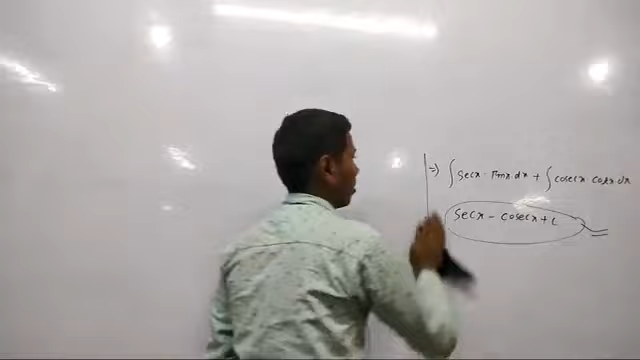 ⇒ ∫ secx · tanx dx + ∫ cosecx cotx dx
secx - cosecx + c